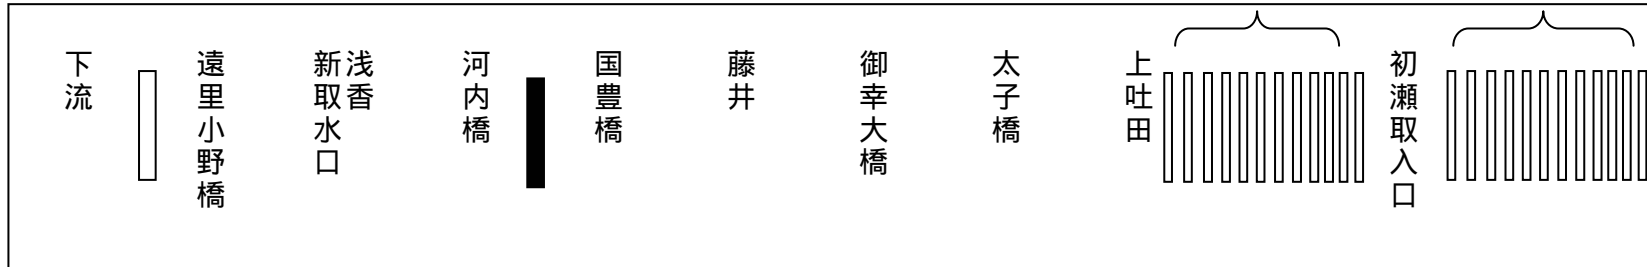 下流
遠里小野橋
浅香
新取水口
河内橋
国豊橋
藤井
御幸大橋
太子橋
上吐田
初瀬取入口